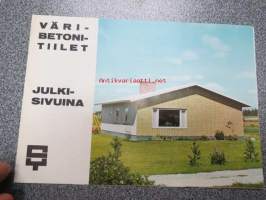 VÄRI-
BETONI-
TIILET
JULKI-
SIVUINA
Antikvariaatti.net